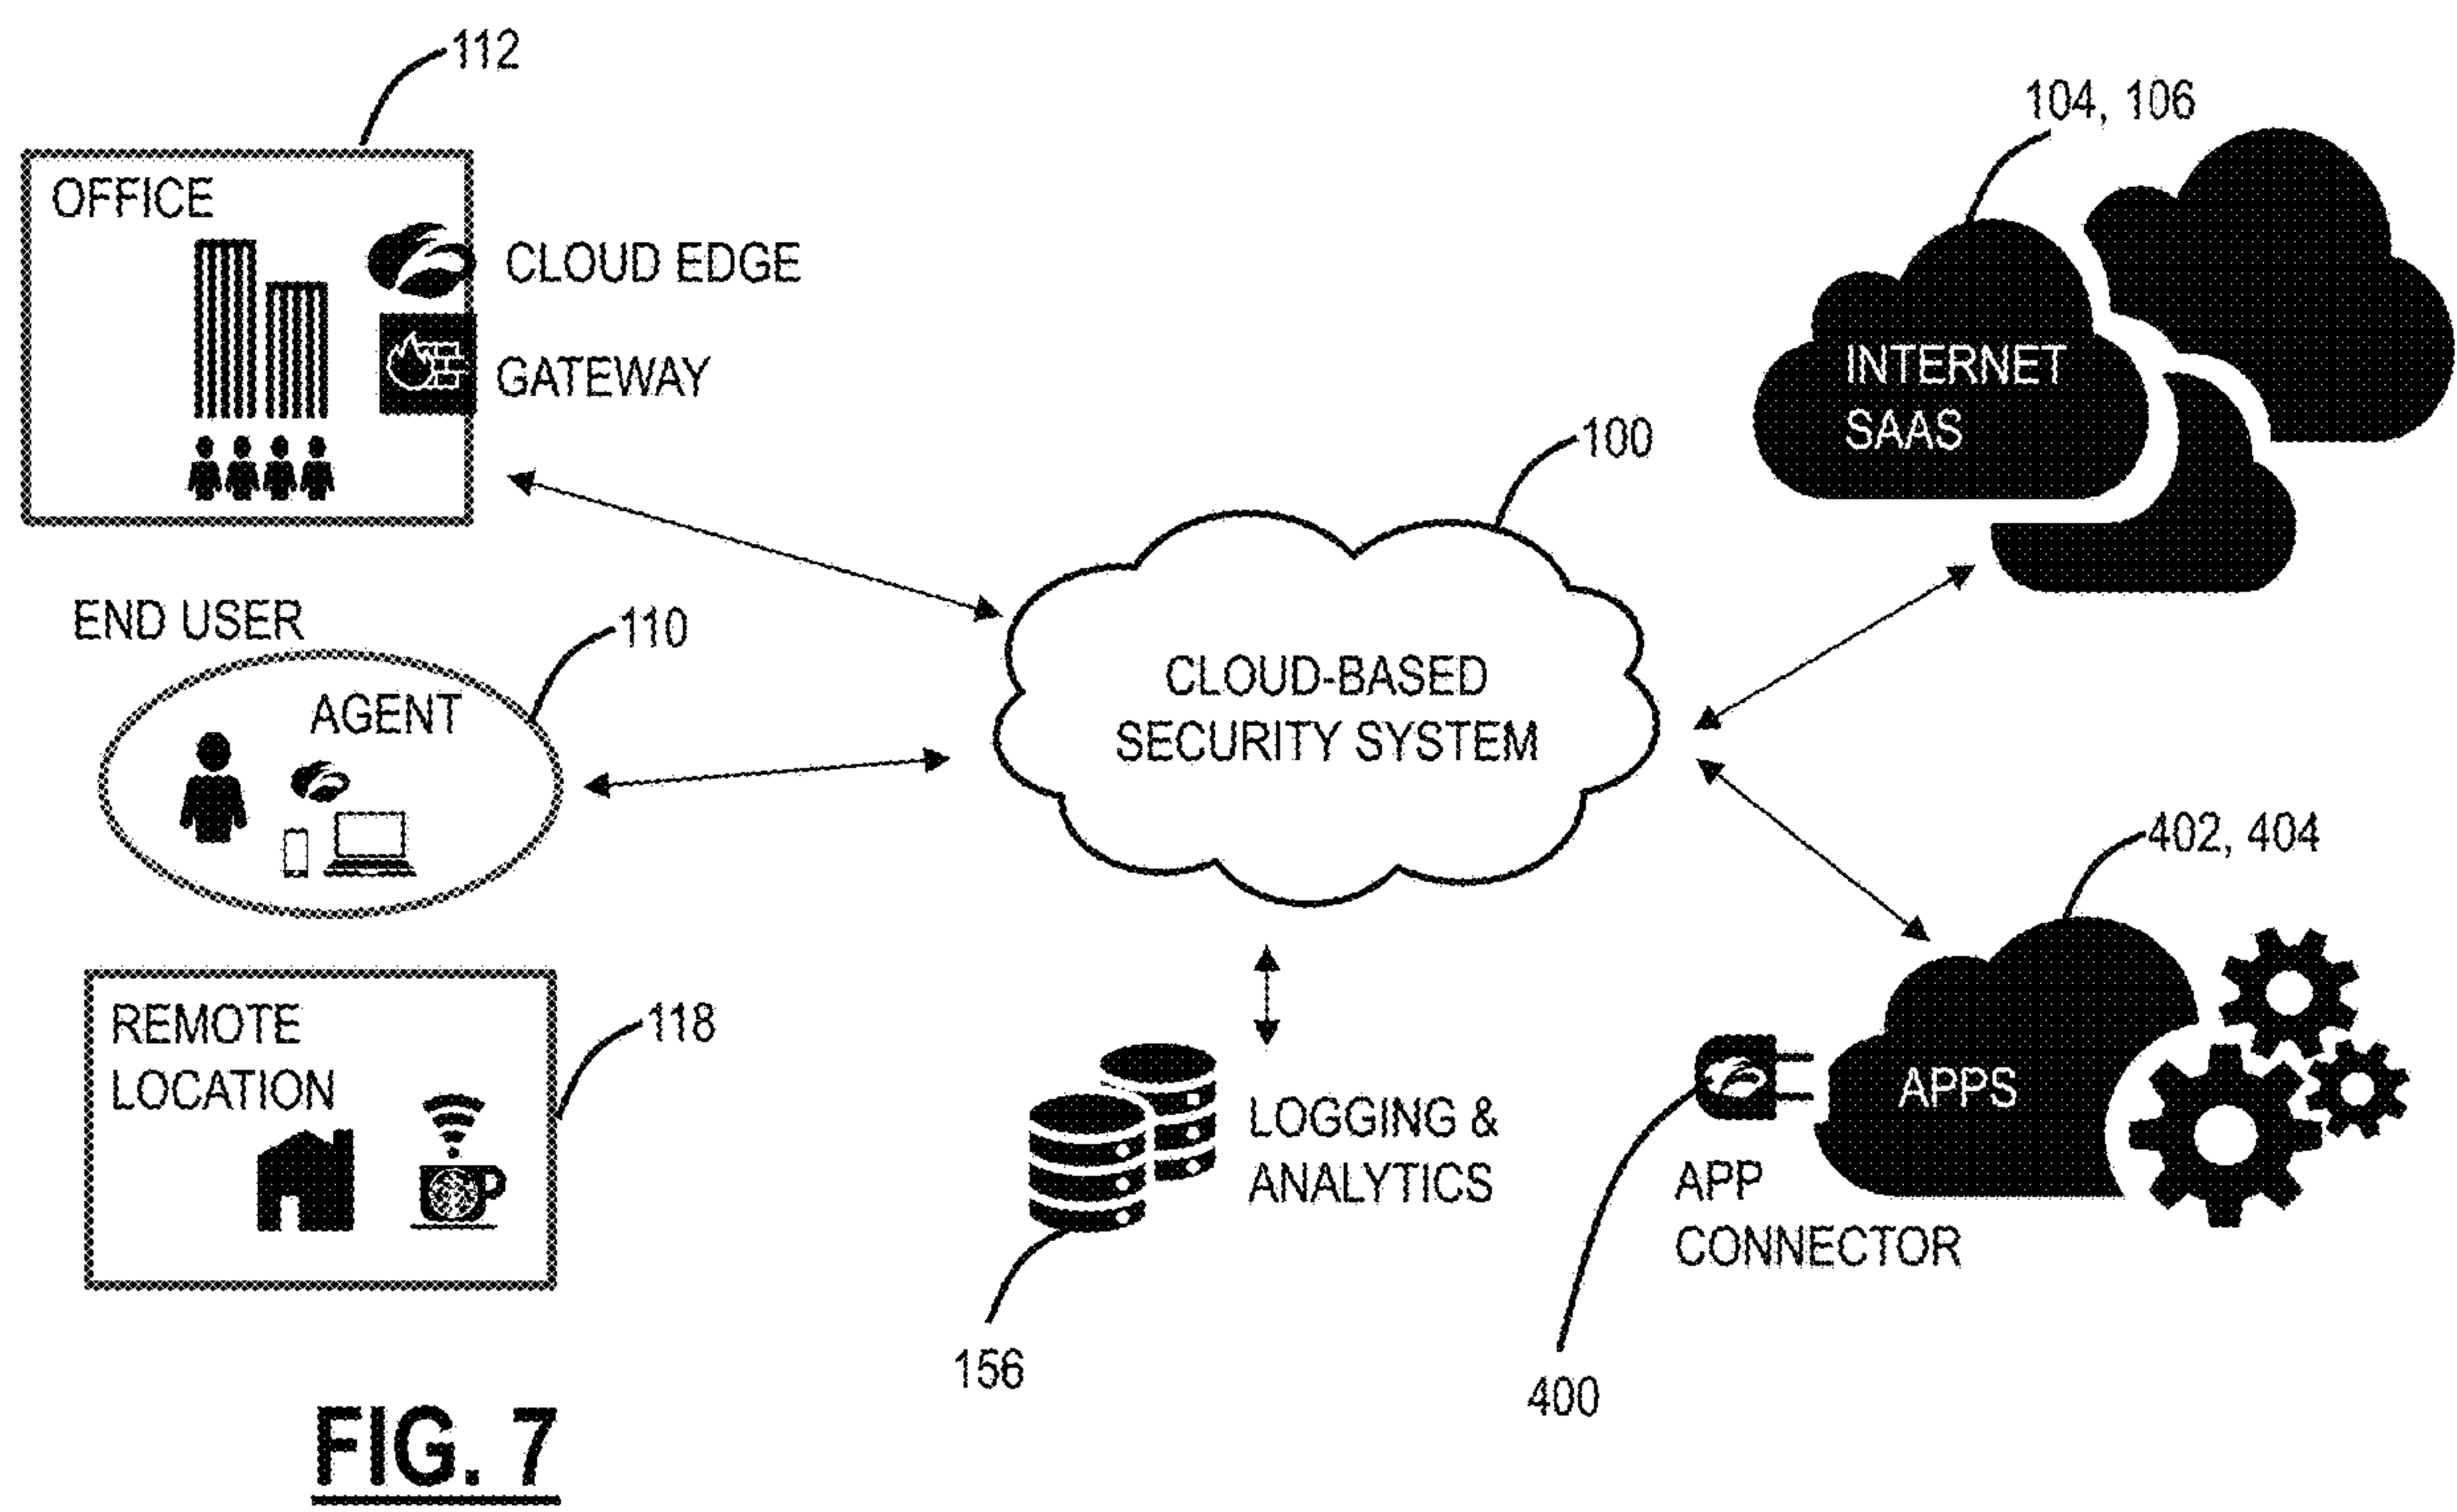 112
OFFICE
CLOUD EDGE
GATEWAY
104, 106
INTERNET
SAAS
100
CLOUD-BASED
SECURITY SYSTEM
END USER
110
AGENT
402, 404
APPS
APP
CONNECTOR
400
REMOTE
LOCATION
118
LOGGING &
ANALYTICS
156
FIG. 7